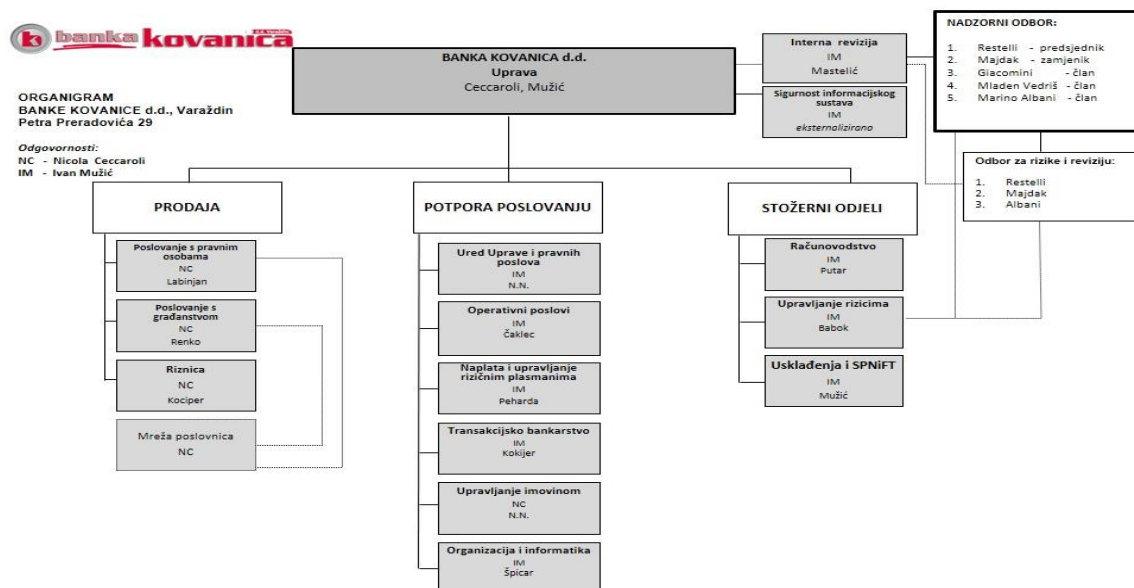 banka kovanica
d.d. Varaždin
ORGANIGRAM
BANKE KOVANICE d.d., Varaždin
Petra Preradovića 29
Odgovornosti:
NC - Nicola Ceccaroli
IM - Ivan Mužić
BANKA KOVANICA d.d.
Uprava
Ceccaroli, Mužić
Interna revizija
IM
Mastelić
Sigurnost informacijskog
sustava
IM
eksternalizirano
NADZORNI ODBOR:
1. Restelli - predsjednik
2. Majdak - zamjenik
3. Giacomini - član
4. Mladen Vedriš - član
5. Marino Albani - član
Odbor za rizike i reviziju:
1. Restelli
2. Majdak
3. Albani
PRODAJA
Poslovanje s pravnim
osobama
NC
Labinjan
Poslovanje s
građanstvom
NC
Renko
Riznica
NC
Kociper
Mreža poslovnica
NC
POTPORA POSLOVANJU
Ured Uprave i pravnih
poslova
IM
N.N.
Operativni poslovi
IM
Čaklec
Naplata i upravljanje
rizičnim plasmanima
IM
Peharda
Transakcijsko bankarstvo
IM
Kokijer
Upravljanje imovinom
NC
N.N.
Organizacija i informatika
IM
Špicar
STOŽERNI ODJELI
Računovodstvo
IM
Putar
Upravljanje rizicima
IM
Babok
Usklađenja i SPNiFT
IM
Mužić